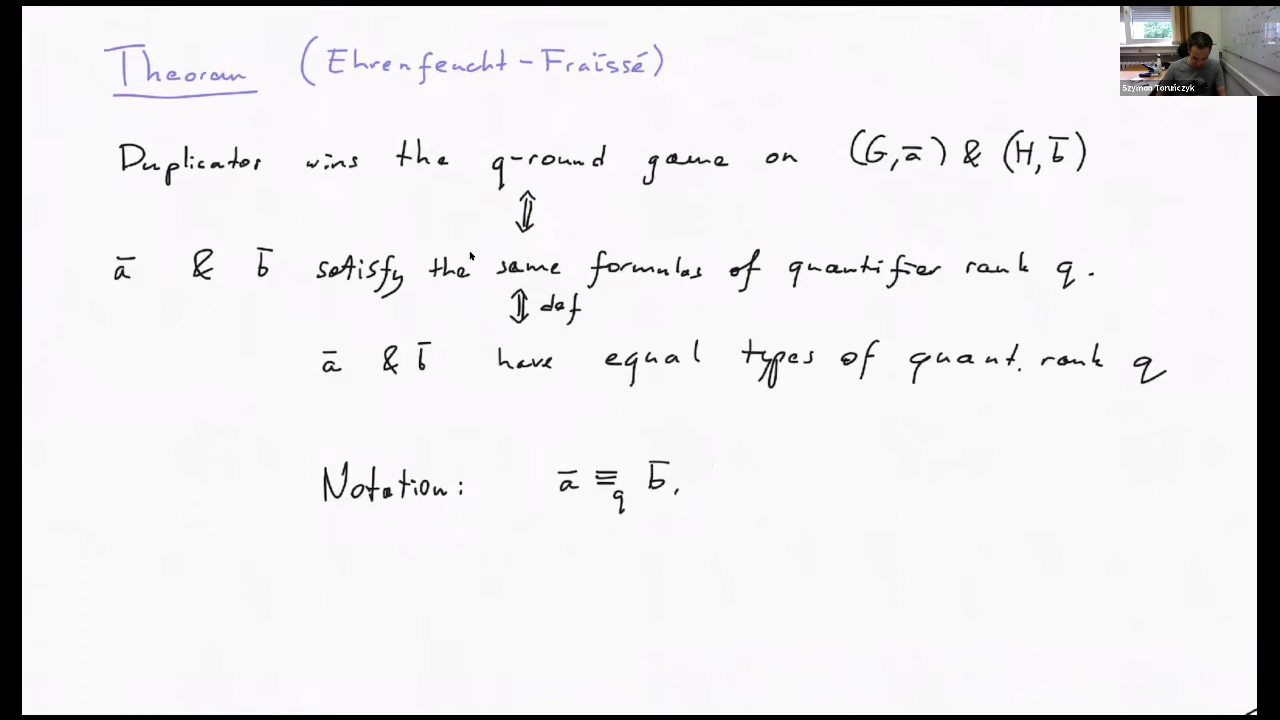 Theorem (Ehrenfeucht-Fraïssé)
Szymon Toruńczyk
Duplicator wins the q-round game on (G, ā) & (H, b̄)
⇕
ā & b̄ satisfy the same formulas of quantifier rank q.
⇕ def
ā & b̄ have equal types of quant. rank q
Notation: ā ≡_q b̄.